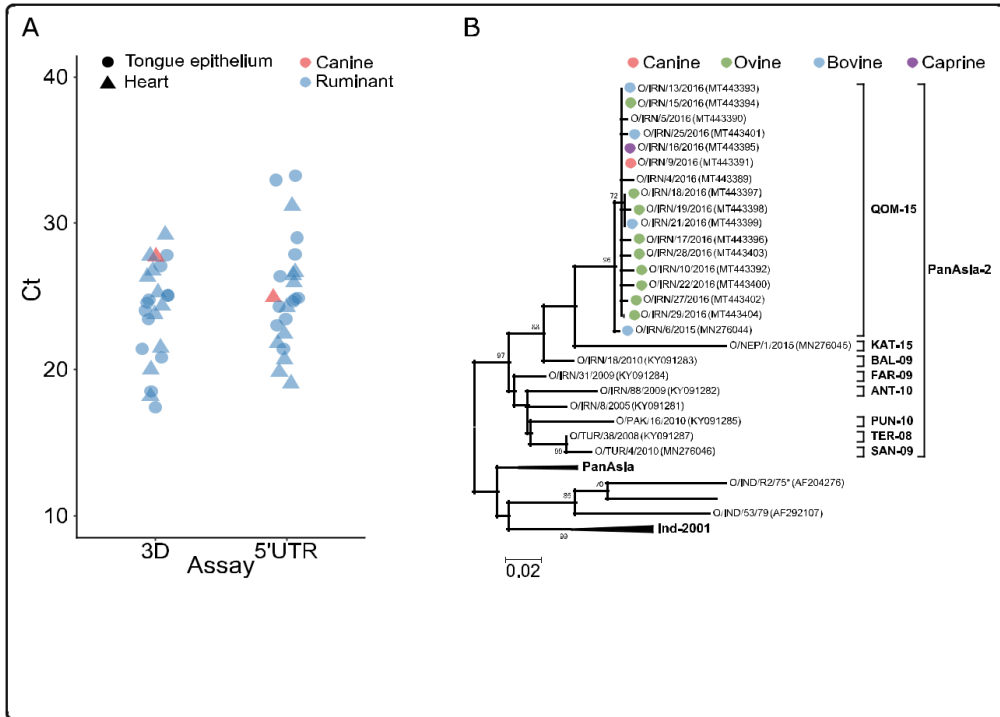 A
Tongue epithelium
Canine
Heart
Ruminant
40
30
20
10
Ct
3D
5'UTR
Assay
B
Canine
Ovine
Bovine
Caprine
O/IRN/13/2016 (MT443393)
O/IRN/15/2016 (MT443394)
O/IRN/5/2016 (MT443390)
O/IRN/25/2016 (MT443401)
O/IRN/16/2016 (MT443395)
O/IRN/9/2016 (MT443391)
O/IRN/4/2016 (MT443389)
72
O/IRN/18/2016 (MT443397)
O/IRN/19/2016 (MT443398)
QOM-15
O/IRN/21/2016 (MT443399)
O/IRN/17/2016 (MT443396)
O/IRN/28/2016 (MT443403)
O/IRN/10/2016 (MT443392)
PanAsia-2
O/IRN/22/2016 (MT443400)
O/IRN/27/2016 (MT443402)
O/IRN/29/2016 (MT443404)
O/IRN/6/2015 (MN276044)
O/NEP/1/2015 (MN276045)
KAT-15
97
O/IRN/18/2010 (KY091283)
BAL-09
O/IRN/31/2009 (KY091284)
FAR-09
O/IRN/88/2009 (KY091282)
ANT-10
O/IRN/8/2005 (KY091281)
O/PAK/16/2010 (KY091285)
PUN-10
O/TUR/38/2008 (KY091287)
TER-08
99
O/TUR/4/2010 (MN276046)
SAN-09
PanAsia
70
O/IND/R2/75* (AF204276)
86
O/IND/53/79 (AF292107)
Ind-2001
99
0,02